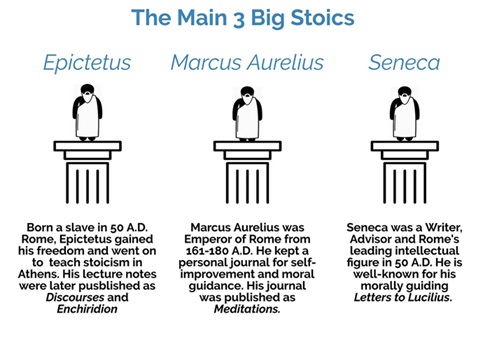 The Main 3 Big Stoics
Epictetus
Born a slave in 50 A.D.
Rome, Epictetus gained
his freedom and went on
to teach stoicism in
Athens. His lecture notes
were later pusblished as
Discourses and
Enchiridion
Marcus Aurelius
Marcus Aurelius was
Emperor of Rome from
161-180 A.D. He kept a
personal journal for self-
improvement and moral
guidance. His journal
was published as
Meditations.
Seneca
Seneca was a Writer,
Advisor and Rome's
leading intellectual
figure in 50 A.D. He is
well-known for his
morally guiding
Letters to Lucilius.